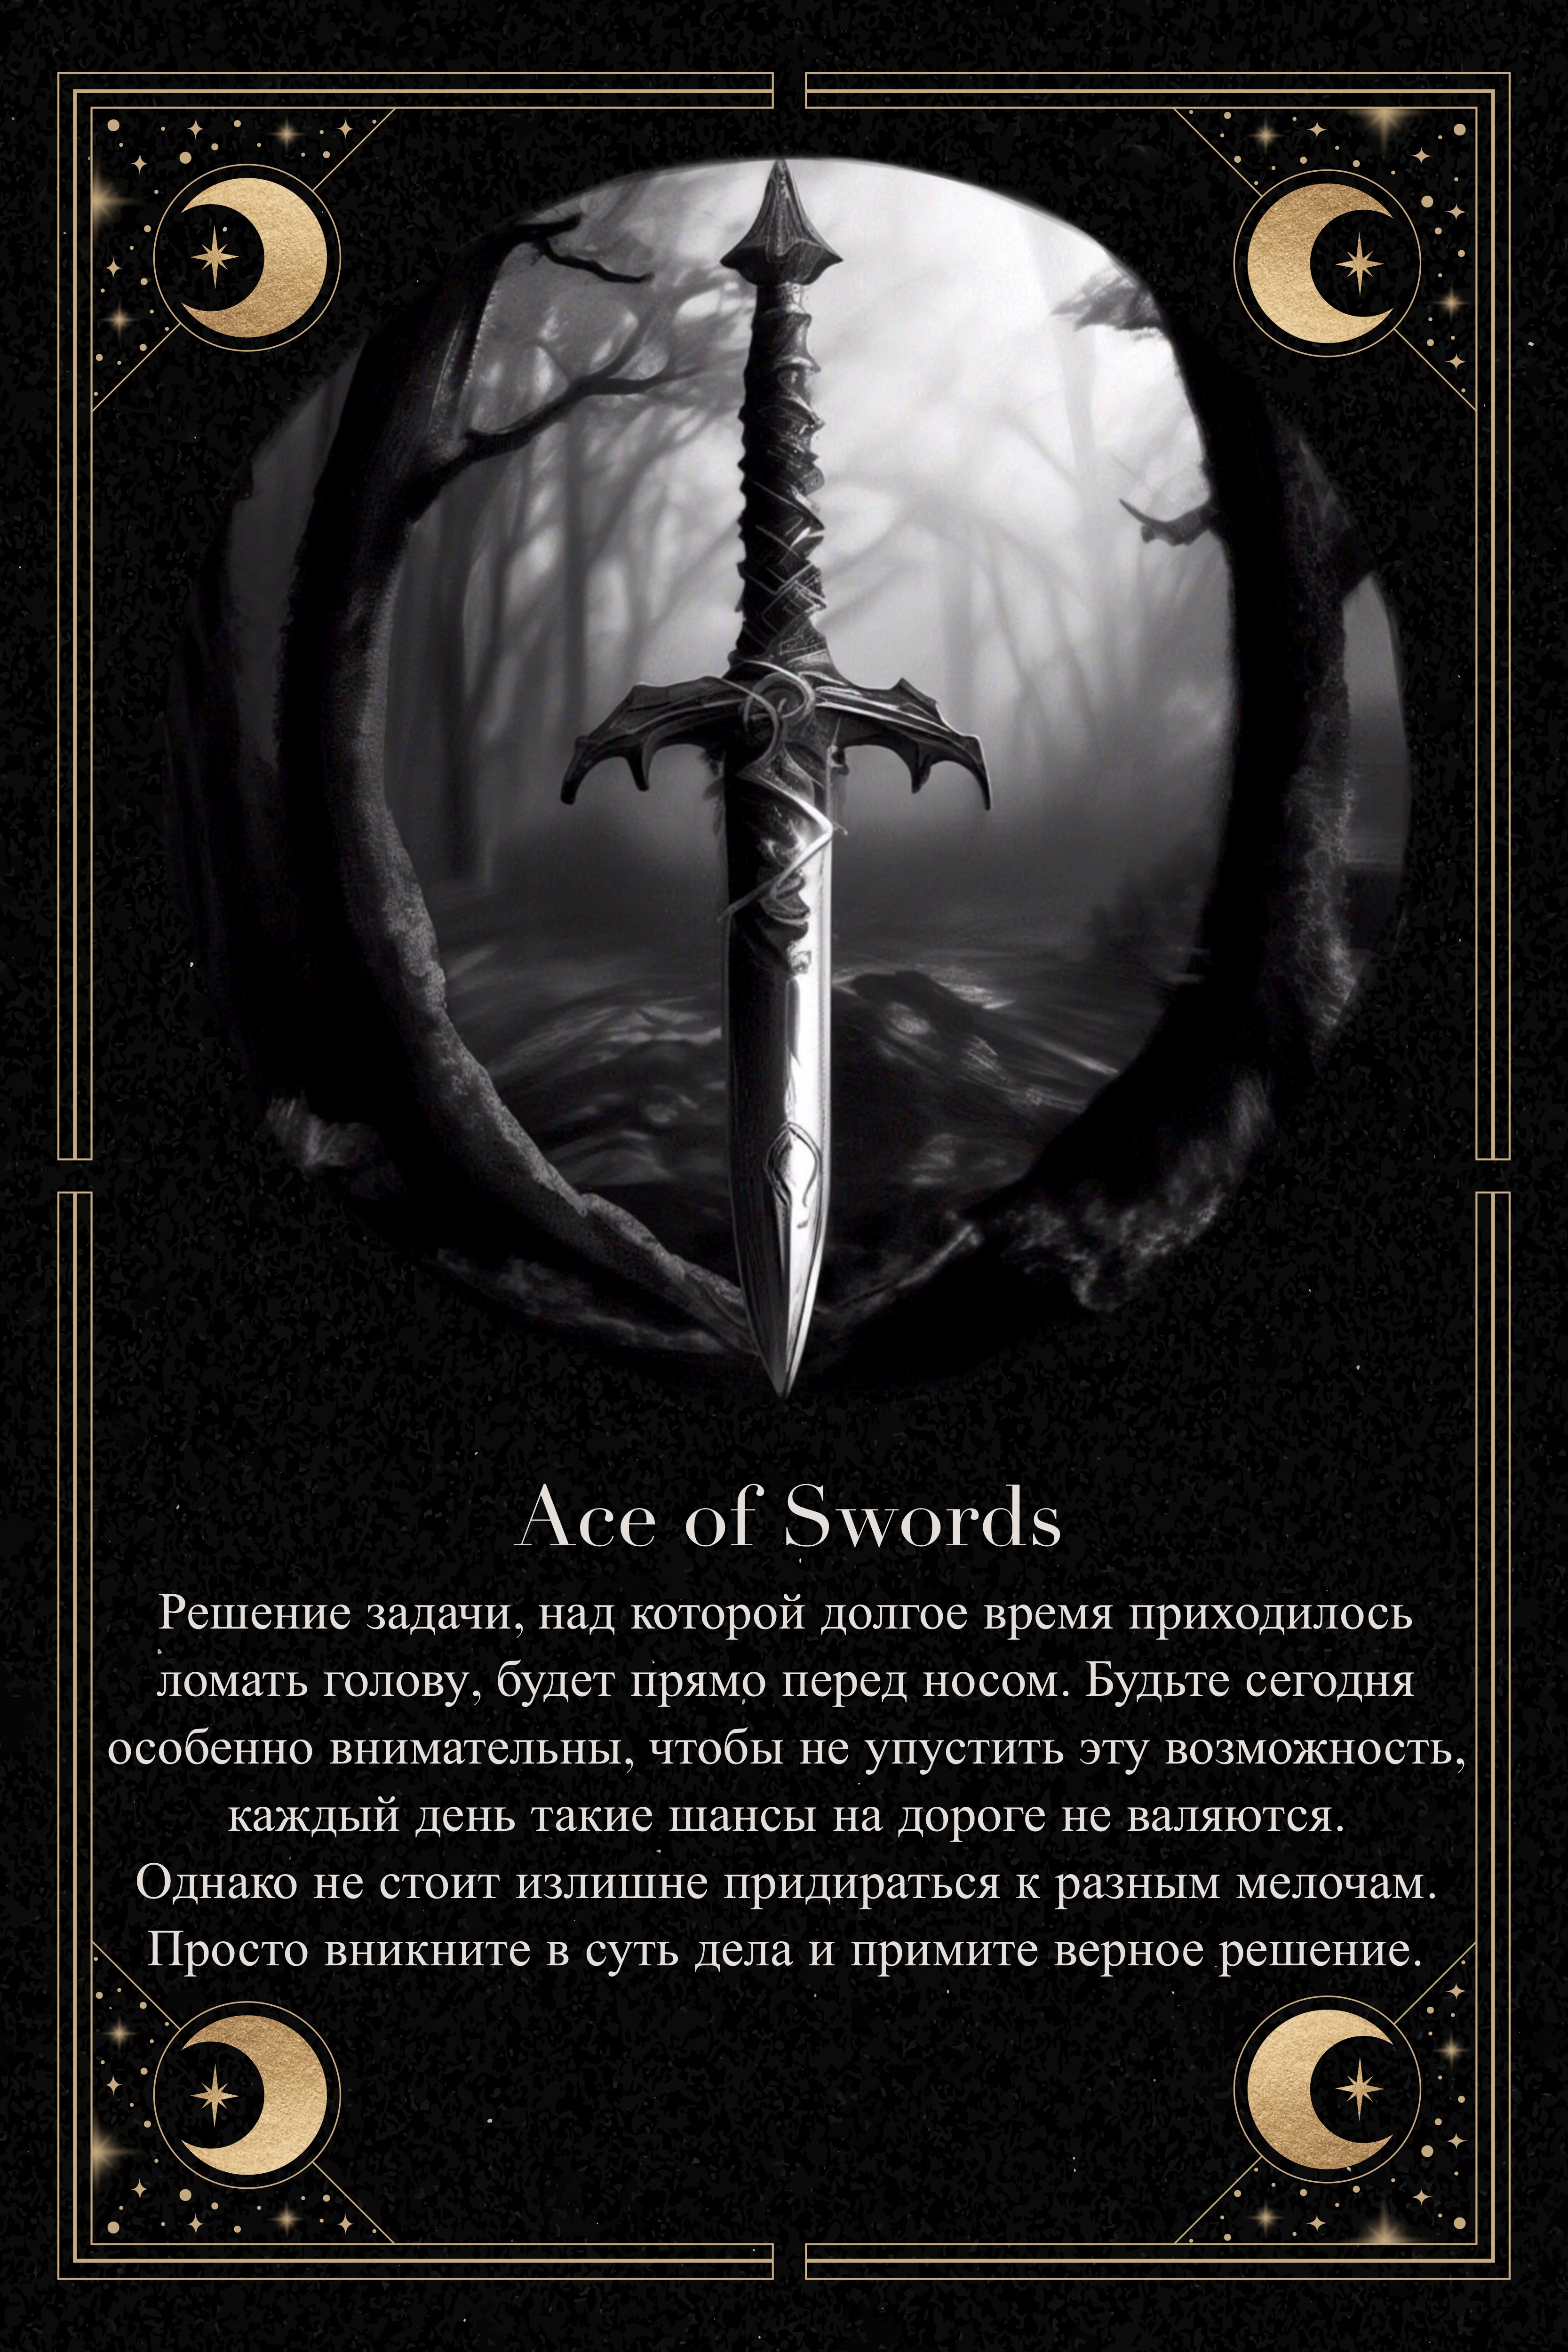 Ace of Swords
Решение задачи, над которой долгое время приходилось
ломать голову, будет прямо перед носом. Будьте сегодня
особенно внимательны, чтобы не упустить эту возможность,
каждый день такие шансы на дороге не валяются.
Однако не стоит излишне придираться к разным мелочам.
Просто вникните в суть дела и примите верное решение.